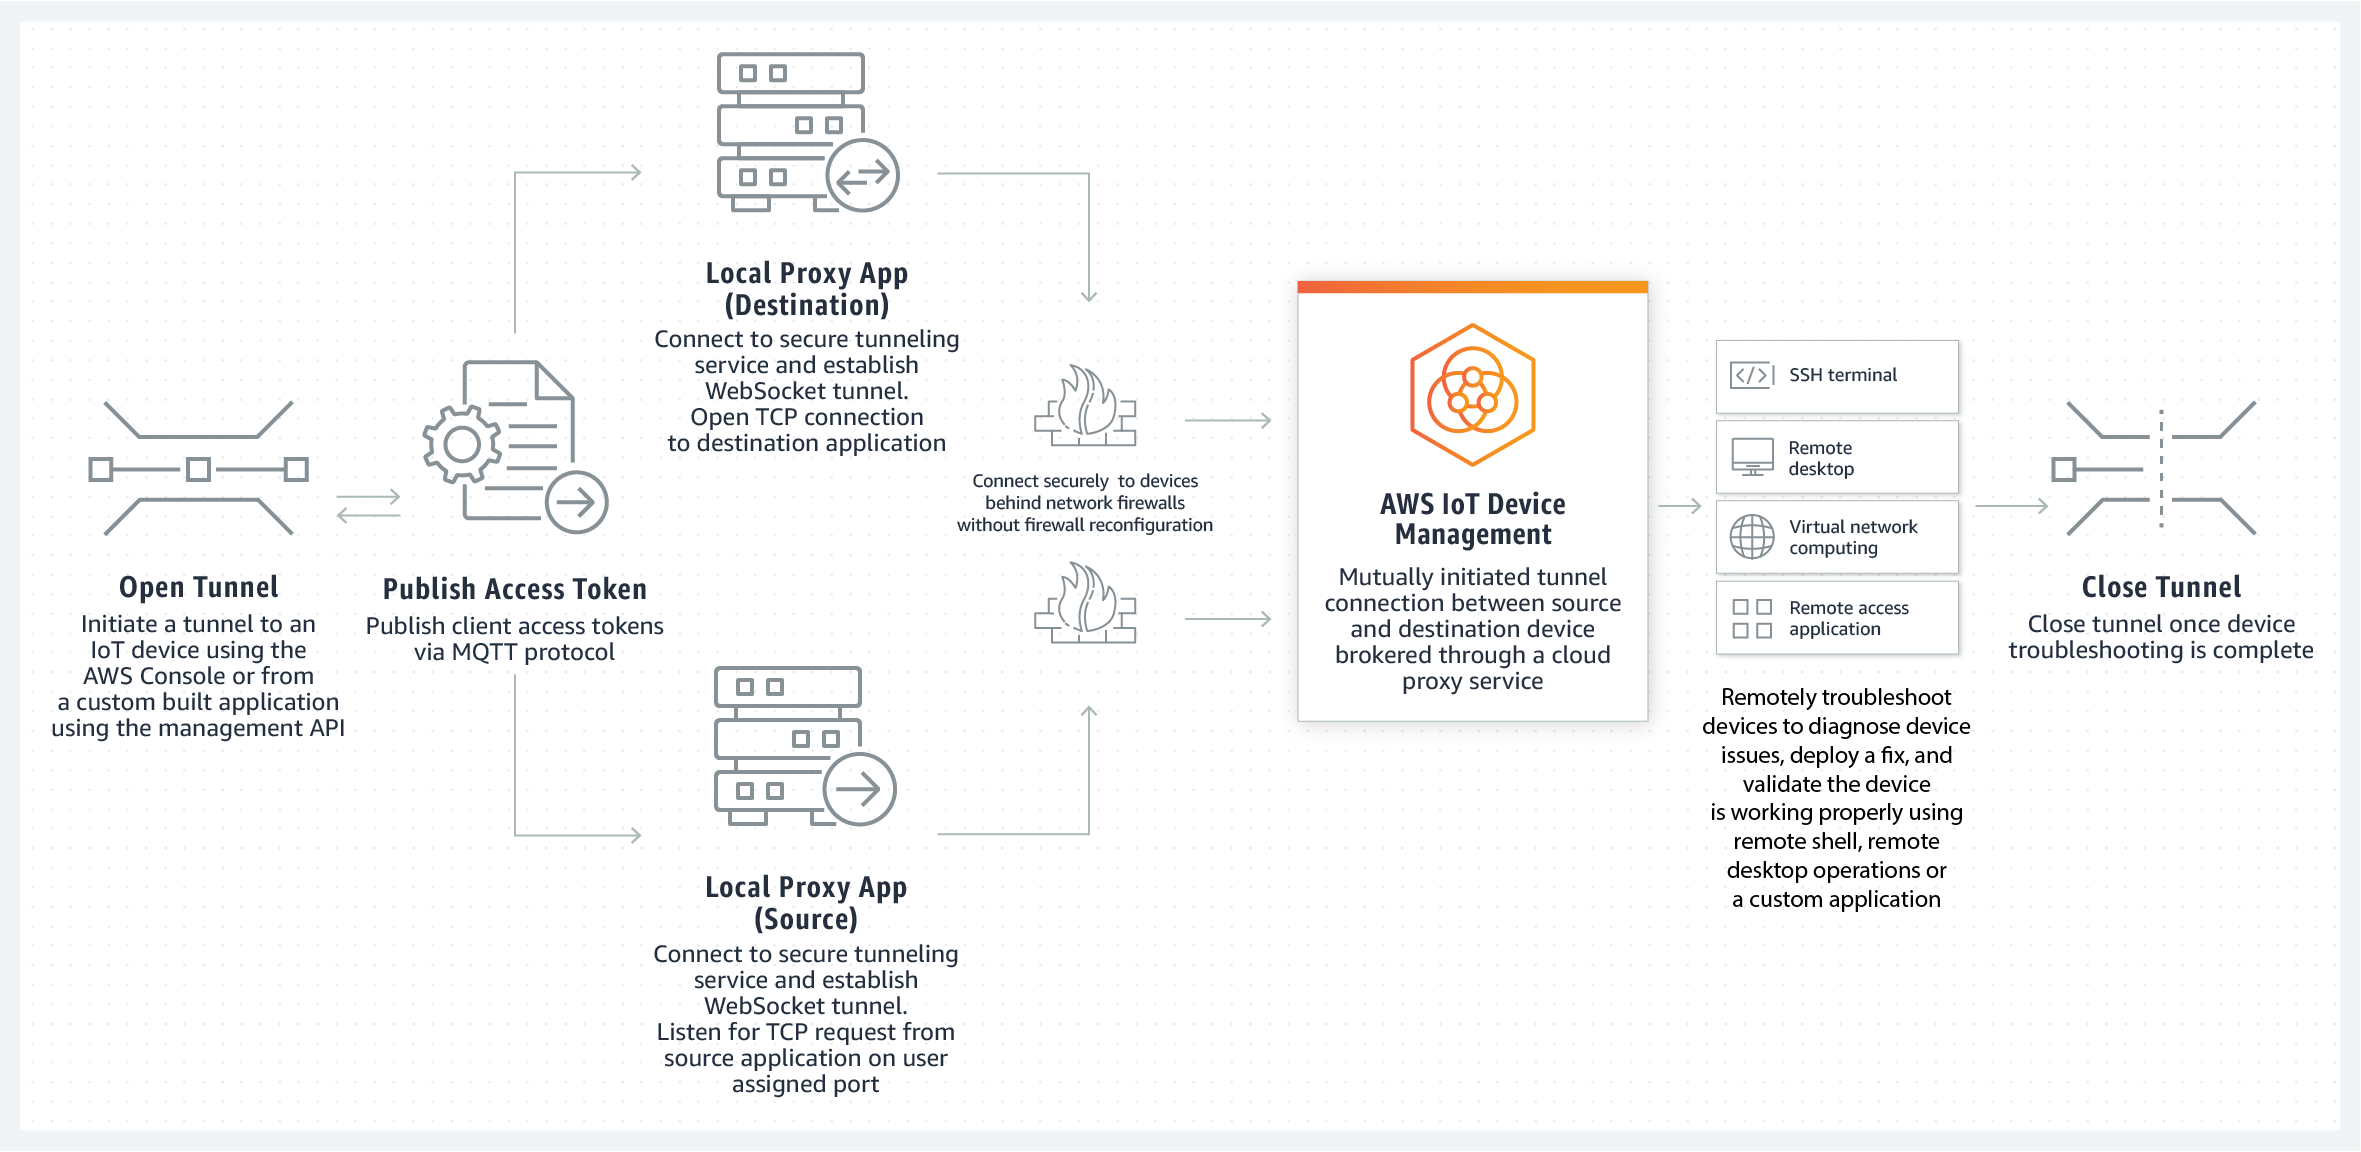 Open Tunnel
Initiate a tunnel to an
IoT device using the
AWS Console or from
a custom built application
using the management API
Publish Access Token
Publish client access tokens
via MQTT protocol
Local Proxy App
(Destination)
Connect to secure tunneling
service and establish
WebSocket tunnel.
Open TCP connection
to destination application
Local Proxy App
(Source)
Connect to secure tunneling
service and establish
WebSocket tunnel.
Listen for TCP request from
source application on user
assigned port
Connect securely to devices
behind network firewalls
without firewall reconfiguration
AWS IoT Device
Management
Mutually initiated tunnel
connection between source
and destination device
brokered through a cloud
proxy service
SSH terminal
Remote
desktop
Virtual network
computing
Remote access
application
Remotely troubleshoot
devices to diagnose device
issues, deploy a fix, and
validate the device
is working properly using
remote shell, remote
desktop operations or
a custom application
Close Tunnel
Close tunnel once device
troubleshooting is complete